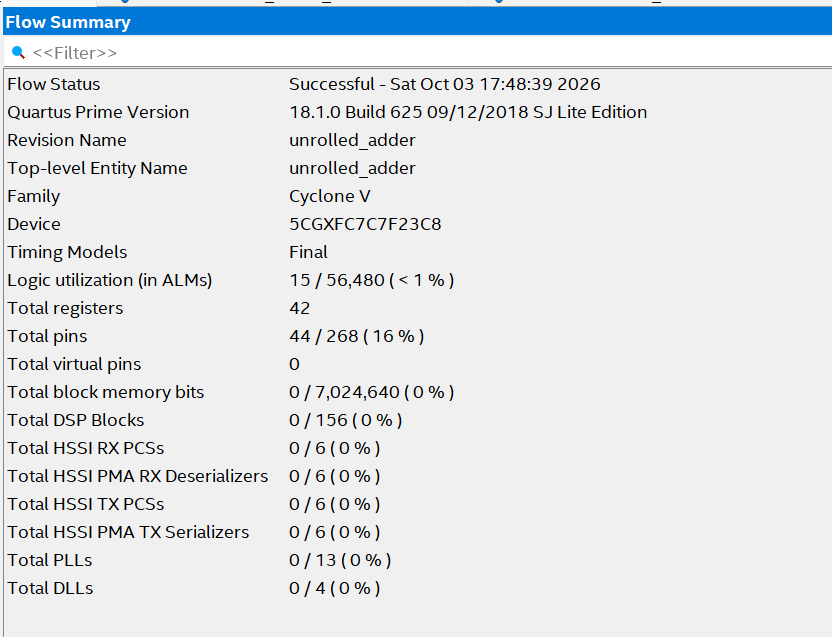 Flow Summary
<<Filter>>
Flow Status Successful - Sat Oct 03 17:48:39 2026
Quartus Prime Version 18.1.0 Build 625 09/12/2018 SJ Lite Edition
Revision Name unrolled_adder
Top-level Entity Name unrolled_adder
Family Cyclone V
Device 5CGXFC7C7F23C8
Timing Models Final
Logic utilization (in ALMs) 15 / 56,480 ( < 1 % )
Total registers 42
Total pins 44 / 268 ( 16 % )
Total virtual pins 0
Total block memory bits 0 / 7,024,640 ( 0 % )
Total DSP Blocks 0 / 156 ( 0 % )
Total HSSI RX PCSs 0 / 6 ( 0 % )
Total HSSI PMA RX Deserializers 0 / 6 ( 0 % )
Total HSSI TX PCSs 0 / 6 ( 0 % )
Total HSSI PMA TX Serializers 0 / 6 ( 0 % )
Total PLLs 0 / 13 ( 0 % )
Total DLLs 0 / 4 ( 0 % )